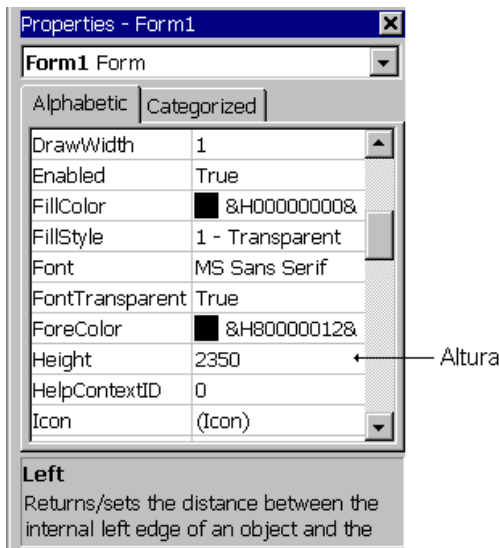 Properties - Form1
Form1 Form
Alphabetic Categorized
DrawWidth 1
Enabled True
FillColor &H00000000&
FillStyle 1 - Transparent
Font MS Sans Serif
FontTransparent True
ForeColor &H80000012&
Height 2350 Altura
HelpContextID 0
Icon (Icon)
Left
Returns/sets the distance between the
internal left edge of an object and the